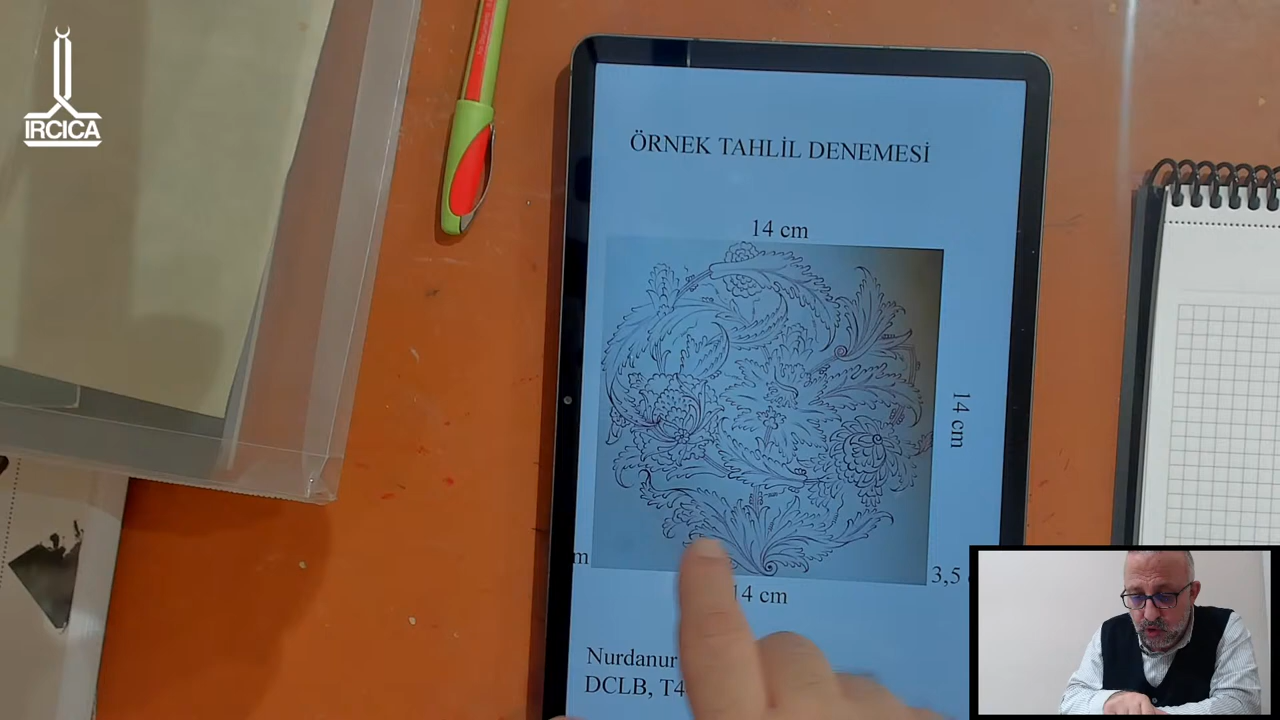 IRCICA
ÖRNEK TAHLİL DENEMESİ
14 cm
14 cm
m
3,5
14 cm
Nurdanur
DCLB, T4